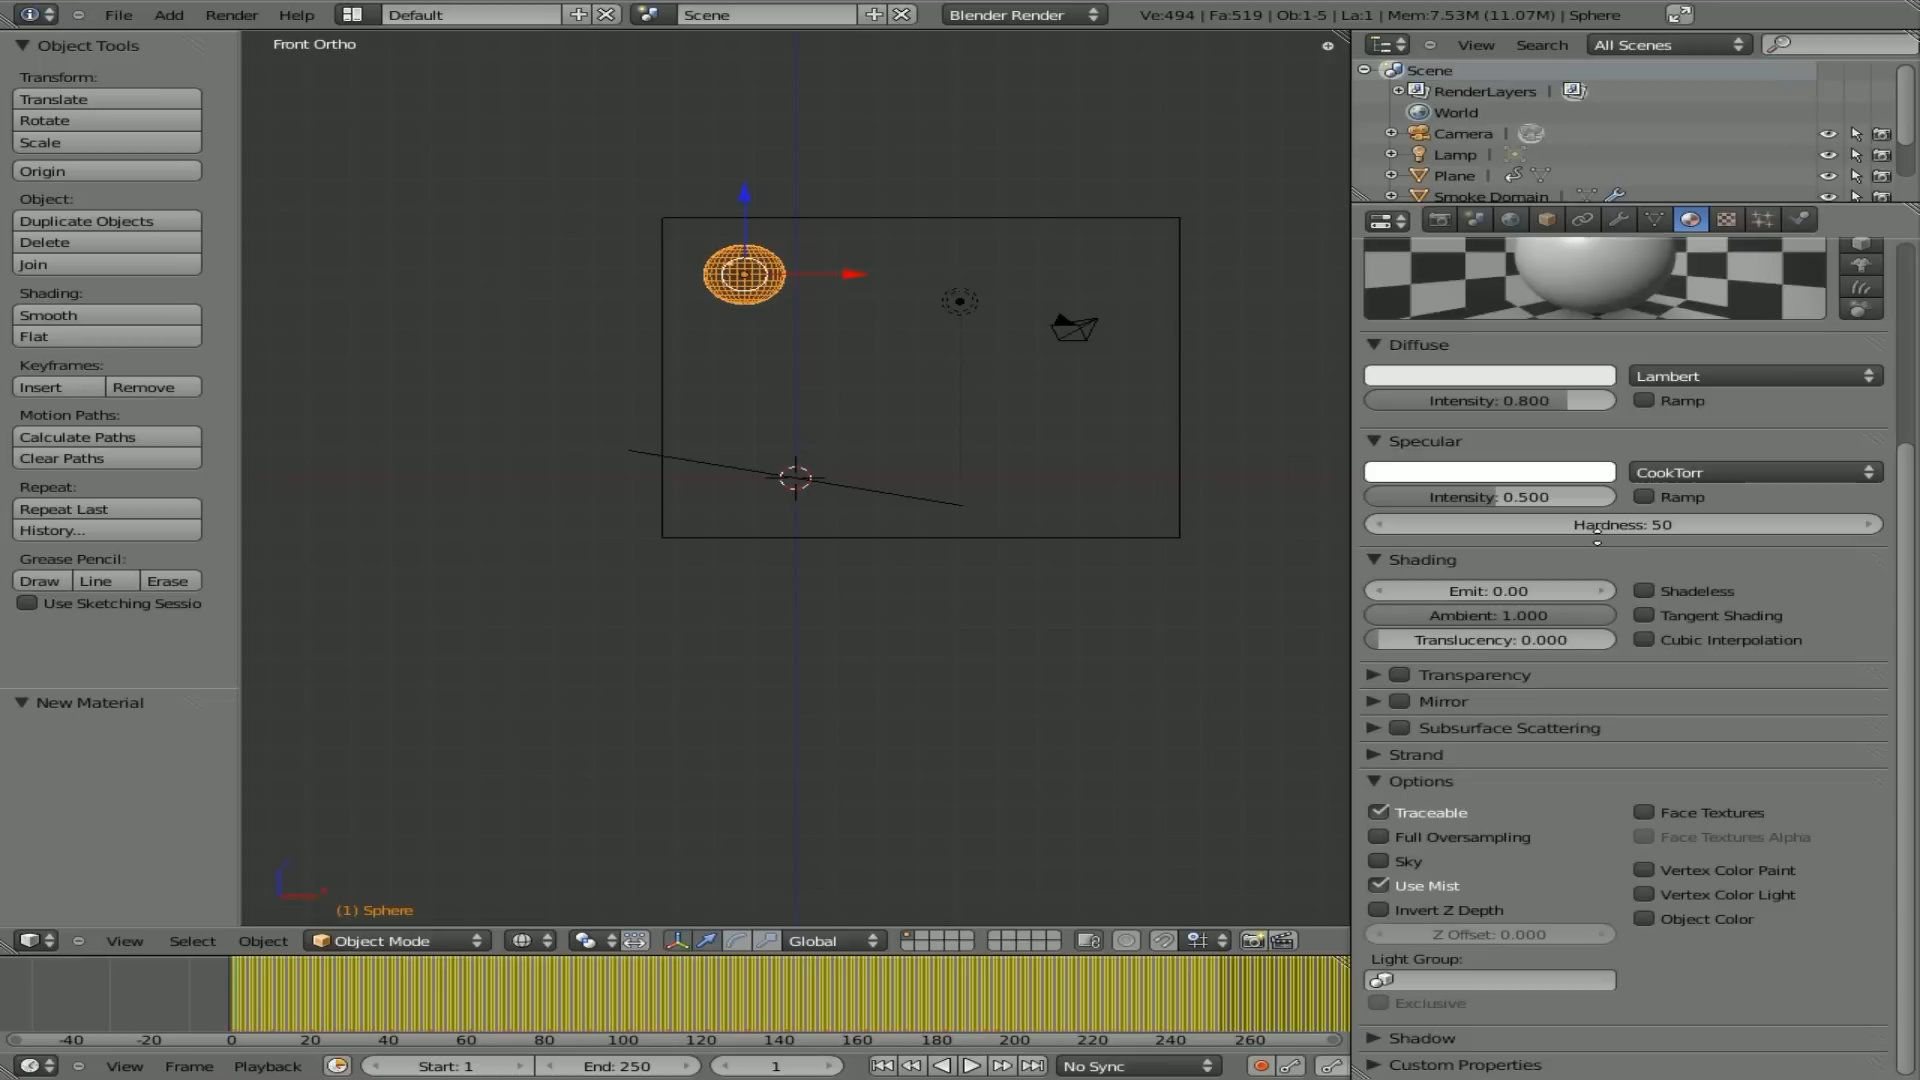 File Add Render Help Default Scene Blender Render Ve:494 | Fa:519 | Ob:1-5 | La:1 | Mem:7.53M (11.07M) | Sphere
Object Tools
Transform:
Translate
Rotate
Scale
Origin
Object:
Duplicate Objects
Delete
Join
Shading:
Smooth
Flat
Keyframes:
Insert Remove
Motion Paths:
Calculate Paths
Clear Paths
Repeat:
Repeat Last
History...
Grease Pencil:
Draw Line Erase
Use Sketching Sessio
New Material
Front Ortho
(1) Sphere
View Select Object Object Mode Global
-40 -20 0 20 40 60 80 100 120 140 160 180 200 220 240 260
View Frame Playback Start: 1 End: 250 1 No Sync
View Search All Scenes
Scene
RenderLayers |
World
Camera |
Lamp |
Plane |
Smoke Domain
Diffuse
Lambert
Intensity: 0.800 Ramp
Specular
CookTorr
Intensity: 0.500 Ramp
Hardness: 50
Shading
Emit: 0.00 Shadeless
Ambient: 1.000 Tangent Shading
Translucency: 0.000 Cubic Interpolation
Transparency
Mirror
Subsurface Scattering
Strand
Options
Traceable Face Textures
Full Oversampling Face Textures Alpha
Sky
Vertex Color Paint
Use Mist
Vertex Color Light
Invert Z Depth
Object Color
Z Offset: 0.000
Light Group:
Exclusive
Shadow
Custom Properties